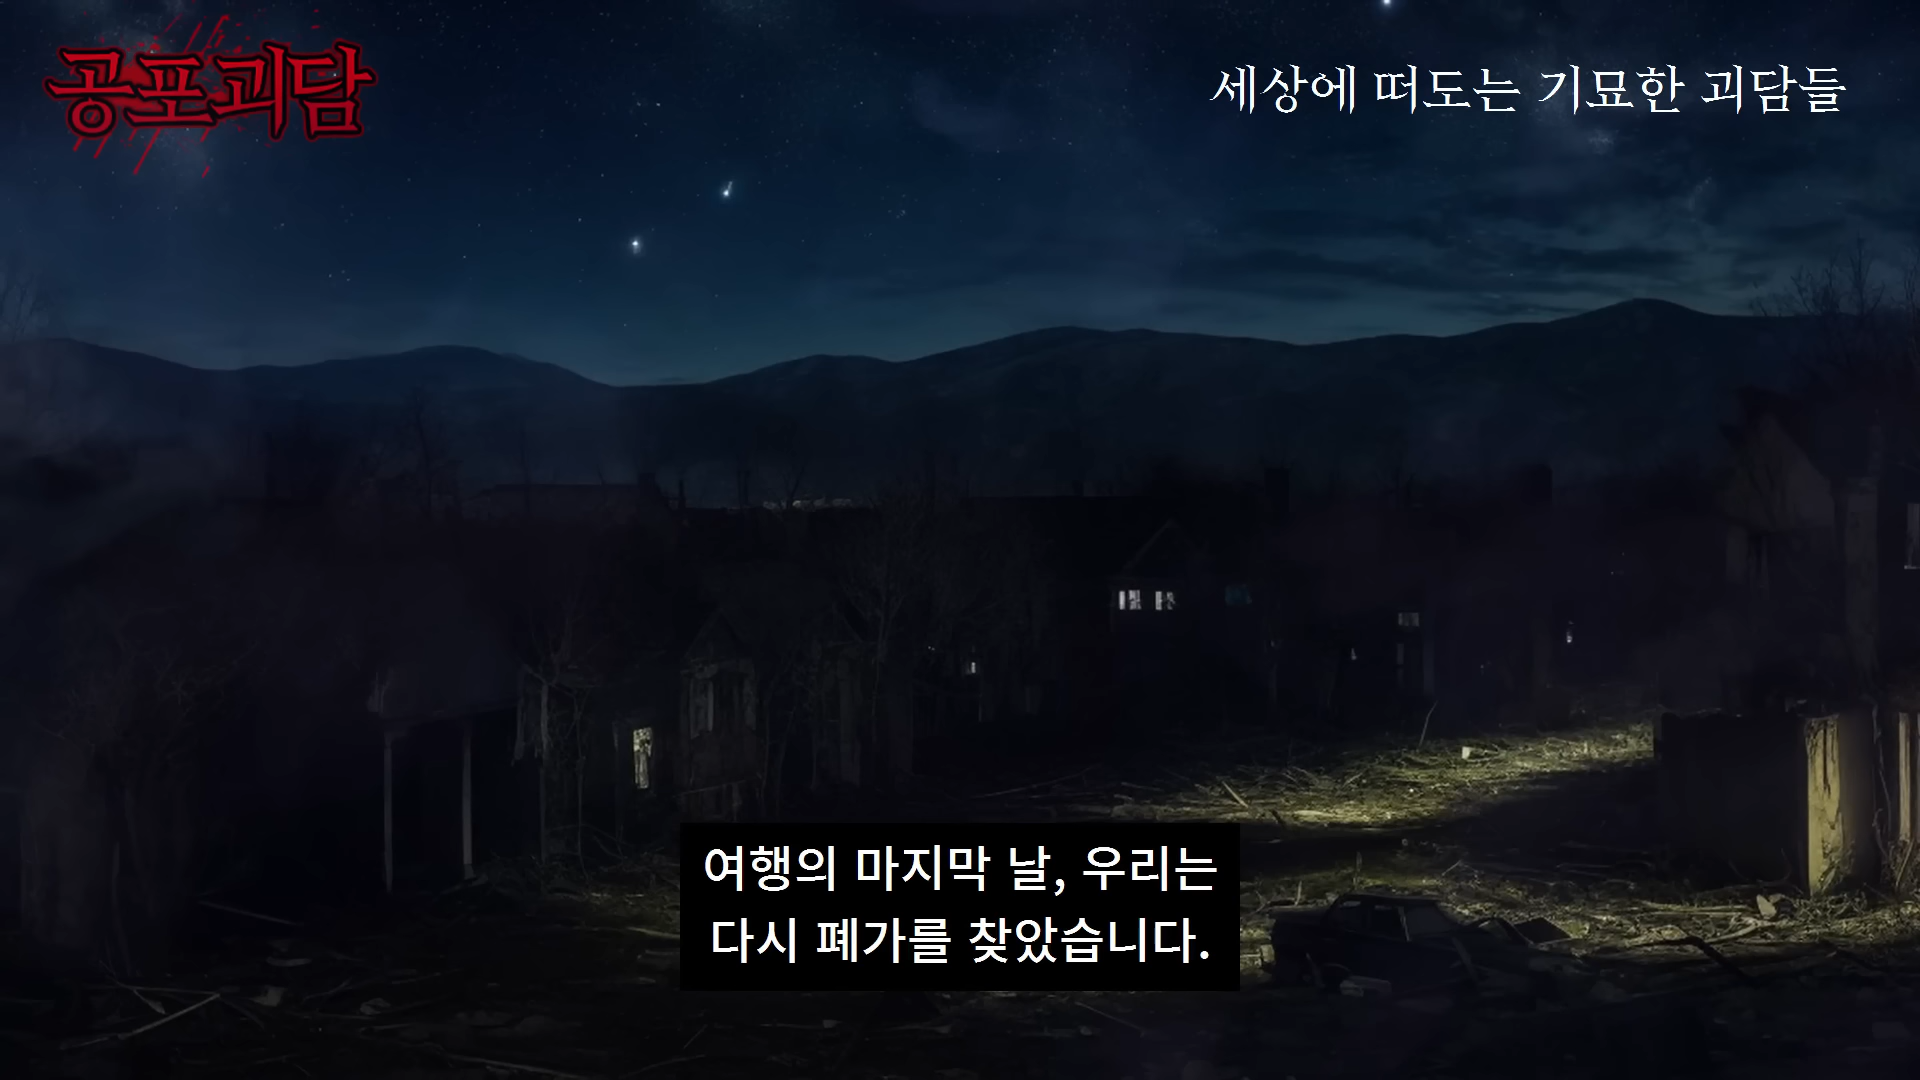 공포괴담
세상에 떠도는 기묘한 괴담들
여행의 마지막 날, 우리는
다시 폐가를 찾았습니다.